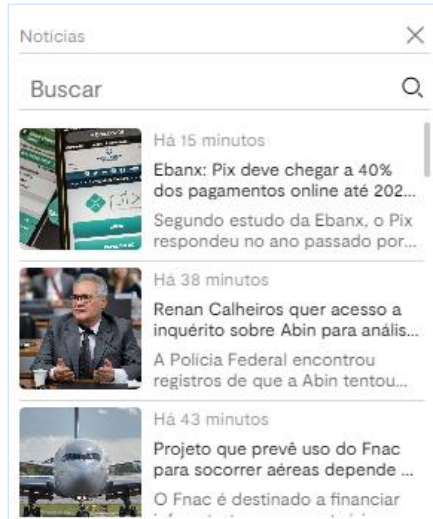 Notícias
Buscar
Há 15 minutos
Ebanx: Pix deve chegar a 40%
dos pagamentos online até 202...
Segundo estudo da Ebanx, o Pix
respondeu no ano passado por...
Há 38 minutos
Renan Calheiros quer acesso a
inquérito sobre Abin para anális...
A Polícia Federal encontrou
registros de que a Abin tentou...
Há 43 minutos
Projeto que prevê uso do Fnac
para socorrer aéreas depende ...
O Fnac é destinado a financiar